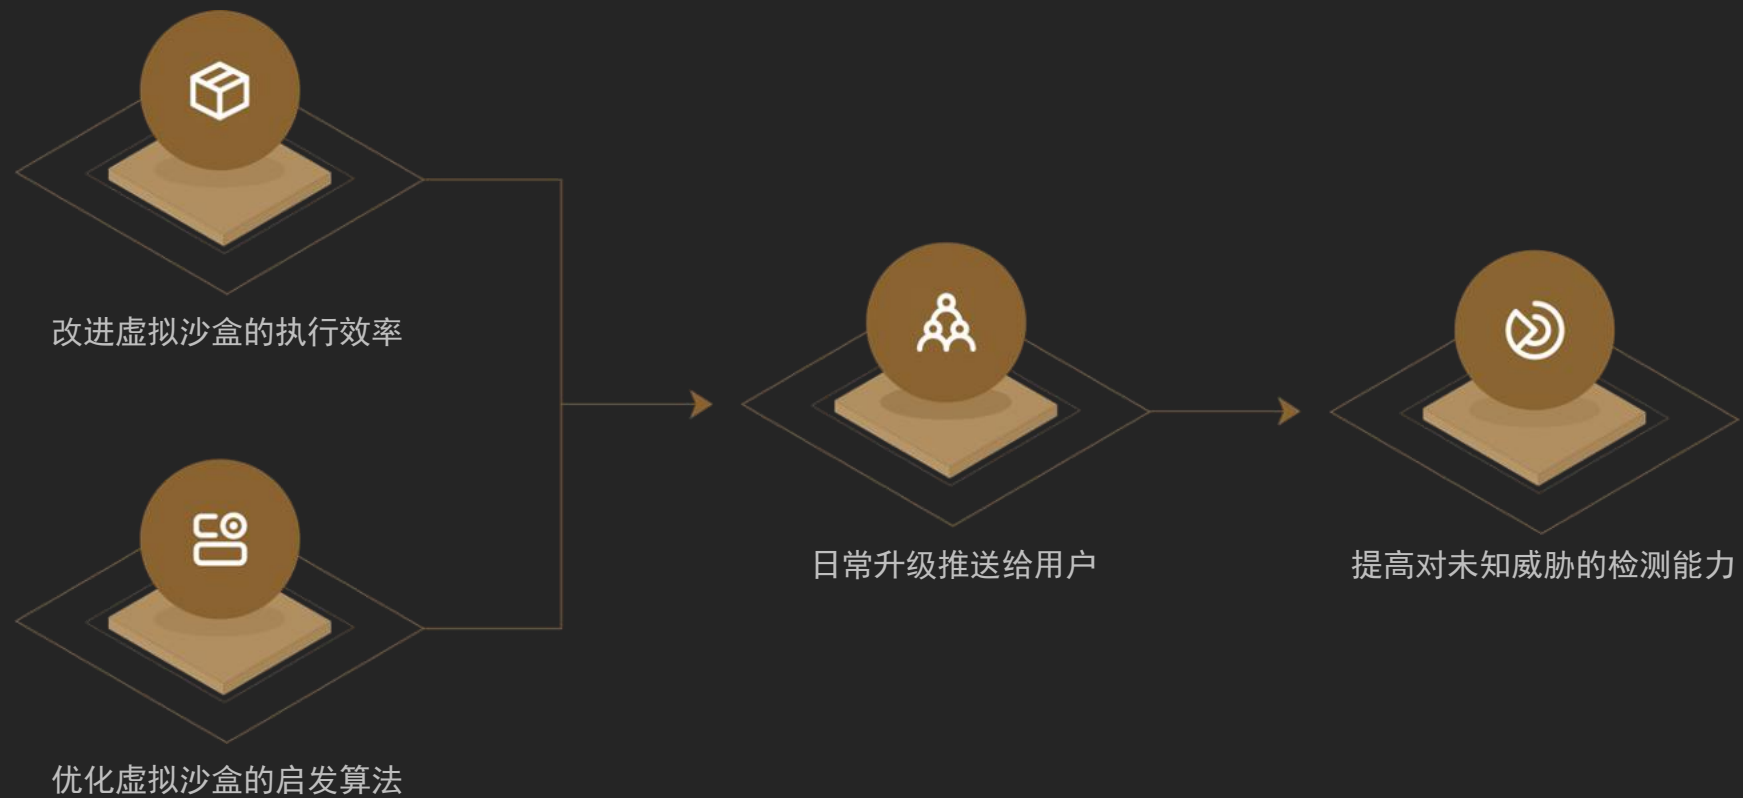 改进虚拟沙盒的执行效率
日常升级推送给用户
提高对未知威胁的检测能力
优化虚拟沙盒的启发算法